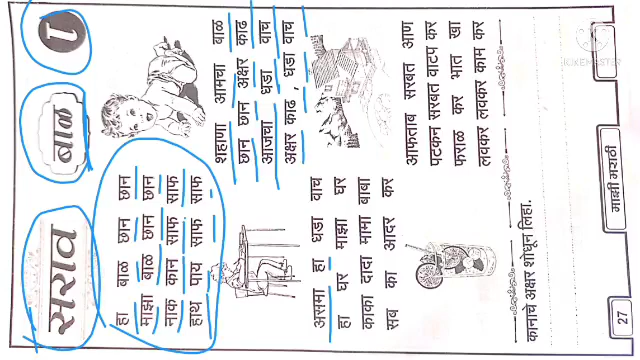 सराव
बाळ
ा
हा बाळ छान छान
माझा बाळ छान छान
नाक कान साफ साफ
हाथ पाय साफ साफ
शहाणा आमचा बाळ
छान छान अक्षर काढ
आजचा धडा वाच
अक्षर काढ, धडा वाच
असमा हा धडा वाच
हा घर माझा घर
काका दादा मामा बाबा
सब का आदर कर
आफताब सरबत आण
पटकन सरबत वाटप कर
फराळ कर भात खा
लवकर लवकर काम कर
कानाचे अक्षर शोधून लिहा.
27
माझी मराठी
KINEMASTER